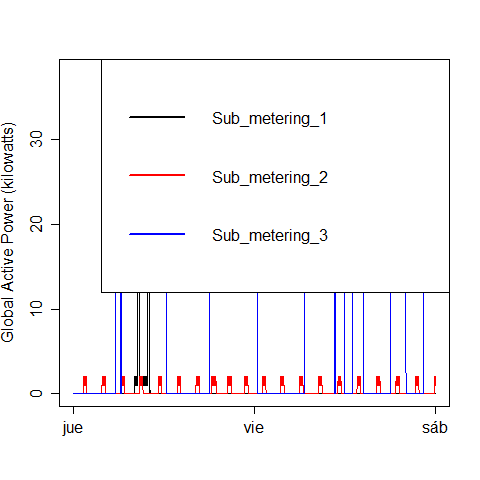 Global Active Power (kilowatts)
30
20
10
0
Sub_metering_1
Sub_metering_2
Sub_metering_3
jue
vie
sáb